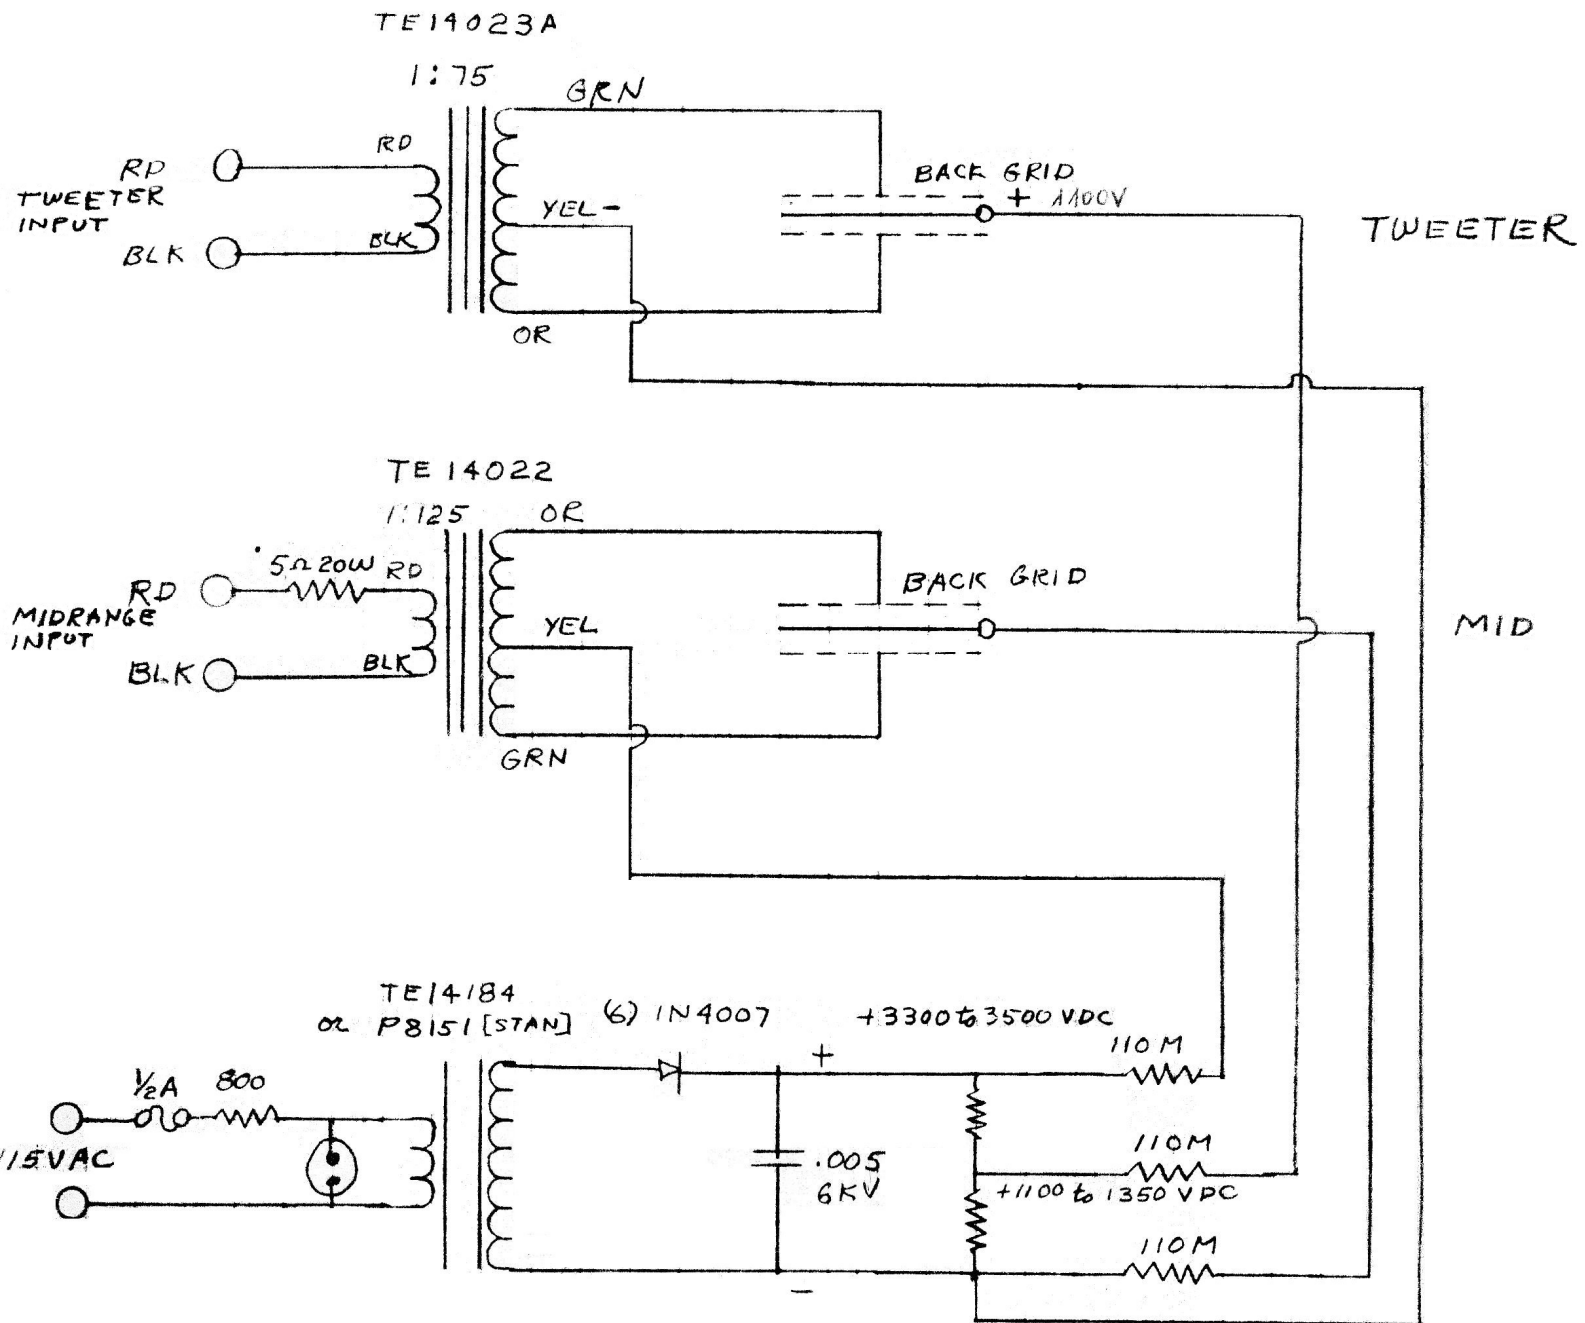 TE14023A
1:75
GRN
RD
RD
TWEETER
INPUT
YEL -
BLK
BLK
OR
BACK GRID
+ 1100V
TWEETER
TE 14022
1:125
OR
5Ω 20W RD
RD
MIDRANGE
INPUT
YEL
BLK
BLK
GRN
BACK GRID
MID
TE14184
or P8151 [STAN]
(6) 1N4007
+3300 to 3500 VDC
110M
+
½A
800
115VAC
.005
6KV
110M
+1100 to 1350 VDC
110M
-